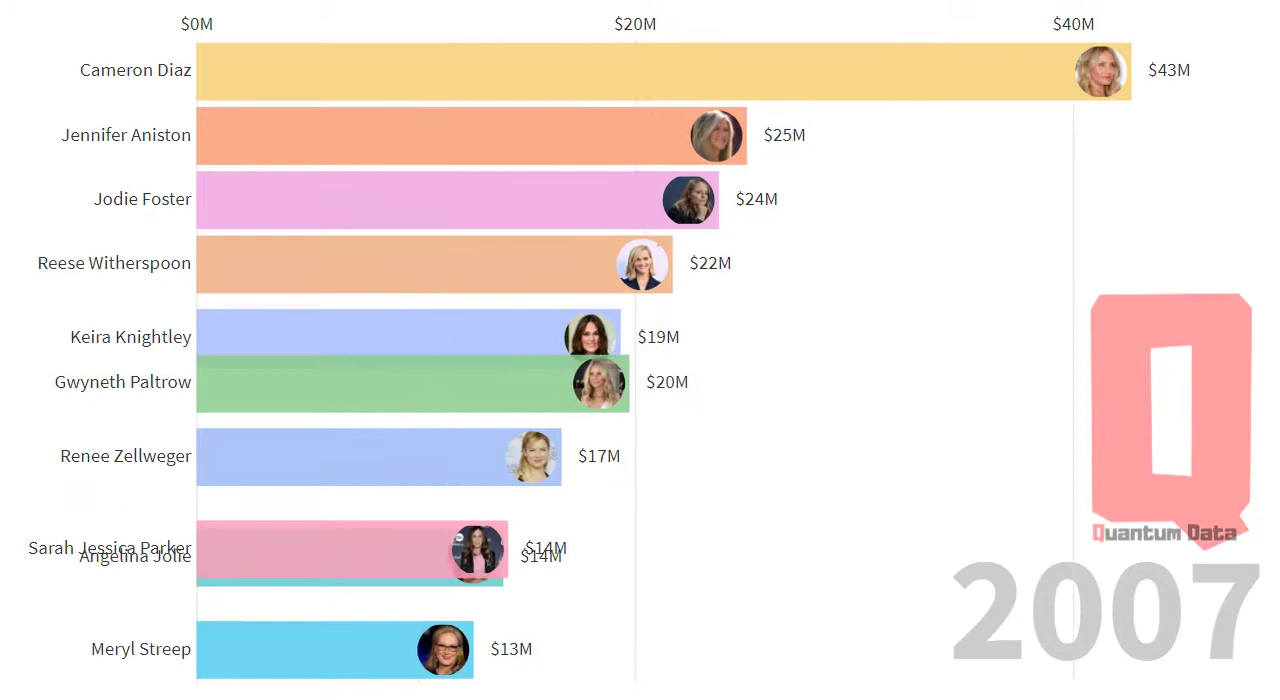 $0M $20M $40M
Cameron Diaz $43M
Jennifer Aniston $25M
Jodie Foster $24M
Reese Witherspoon $22M
Keira Knightley $19M
Gwyneth Paltrow $20M
Renee Zellweger $17M
Sarah Jessica Parker $14M
Angelina Jolie $14M
Meryl Streep $13M
Quantum Data
2007